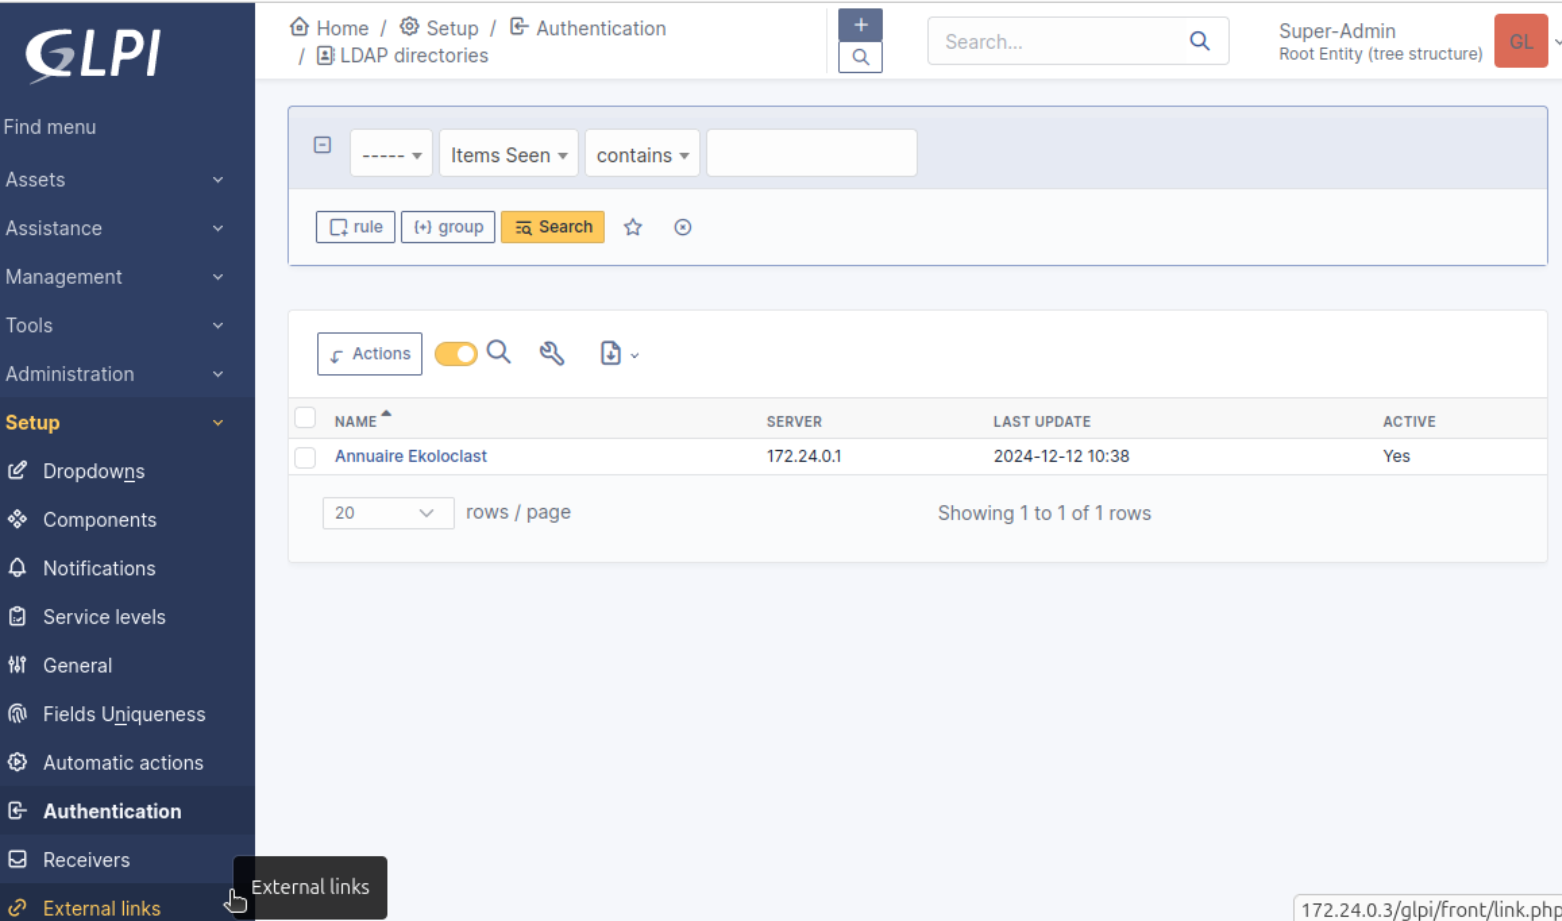 GLPI
Home / Setup / Authentication
/ LDAP directories
+
Search...
Super-Admin
Root Entity (tree structure)
GL
Find menu
Assets
Assistance
Management
Tools
Administration
Setup
Dropdowns
Components
Notifications
Service levels
General
Fields Uniqueness
Automatic actions
Authentication
Receivers
External links
----- Items Seen contains
rule {+} group Search
Actions
NAME SERVER LAST UPDATE ACTIVE
Annuaire Ekoloclast 172.24.0.1 2024-12-12 10:38 Yes
20 rows / page Showing 1 to 1 of 1 rows
External links
172.24.0.3/glpi/front/link.php